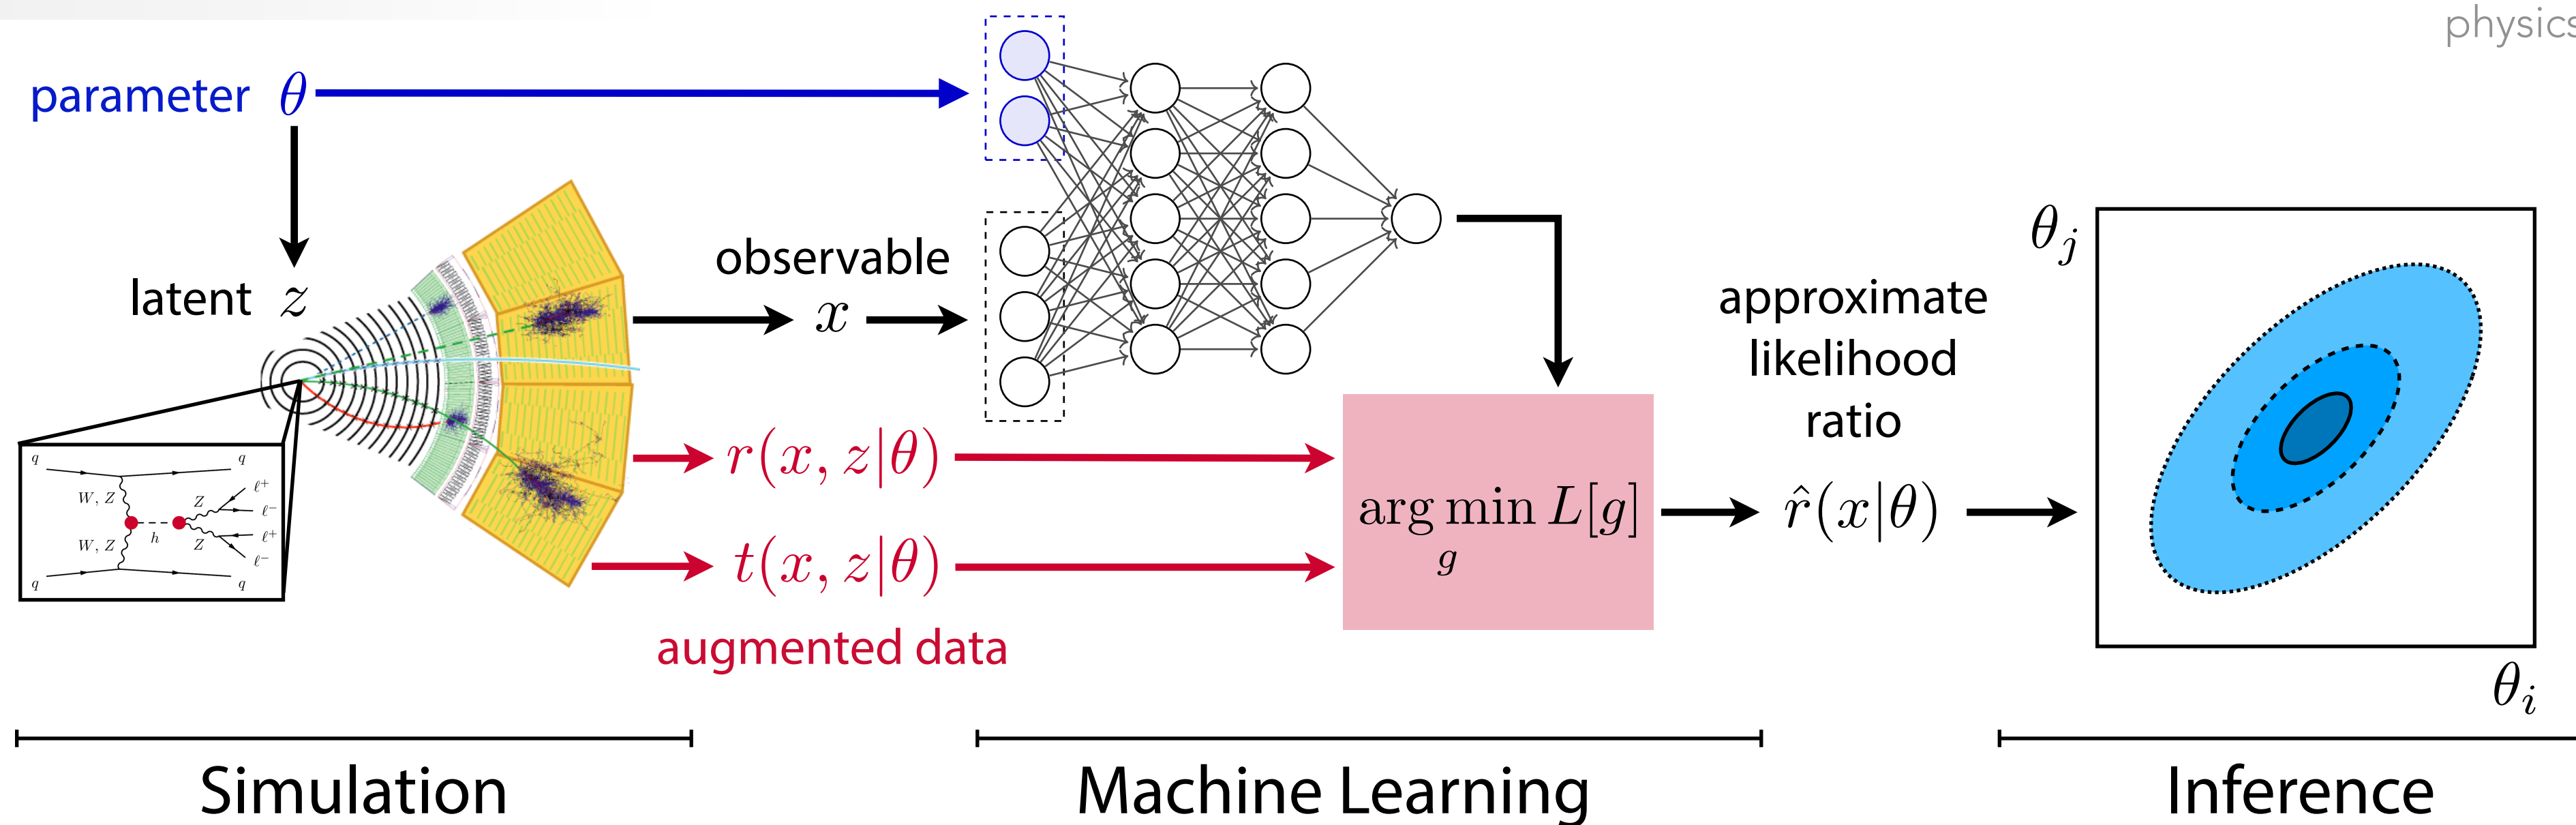 physics
parameter θ
latent z
observable
x
r(x, z|θ)
t(x, z|θ)
augmented data
q
q
W, Z
W, Z
h
Z
Z
ℓ+
ℓ−
ℓ+
ℓ−
q
q
arg min L[g]
g
approximate
likelihood
ratio
r̂(x|θ)
θj
θi
Simulation
Machine Learning
Inference